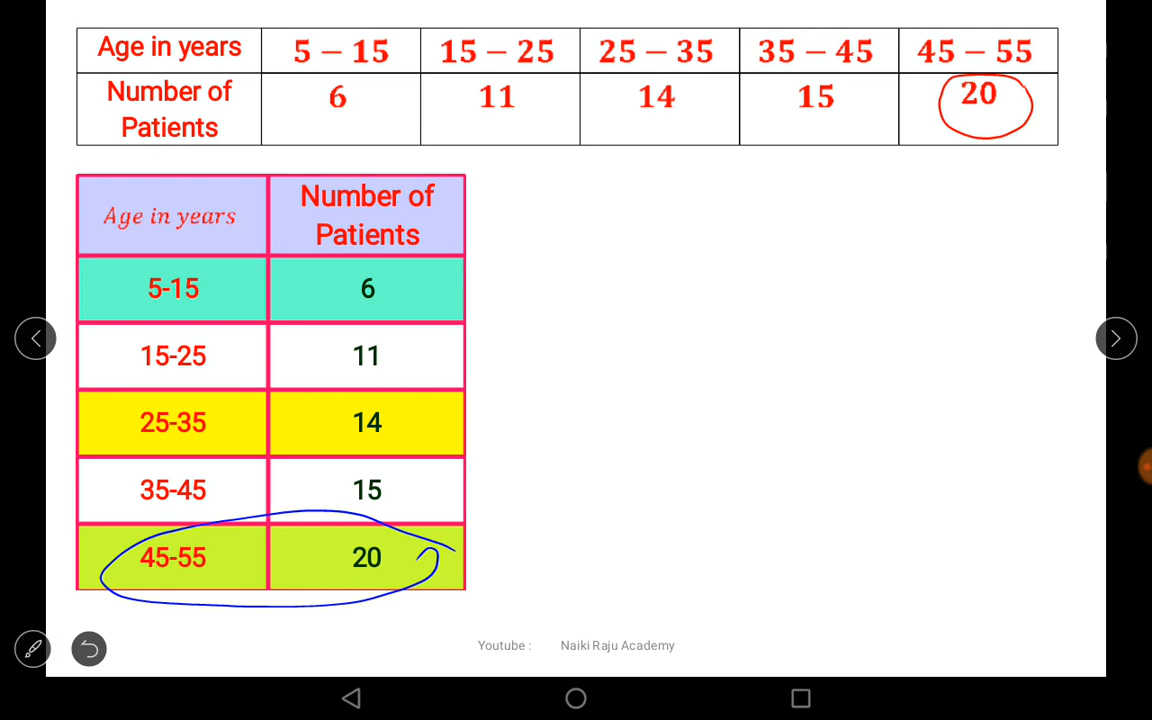 Age in years 5 – 15 15 – 25 25 – 35 35 – 45 45 – 55
Number of Patients 6 11 14 15 20
Age in years Number of Patients
5-15 6
15-25 11
25-35 14
35-45 15
45-55 20
Youtube : Naiki Raju Academy